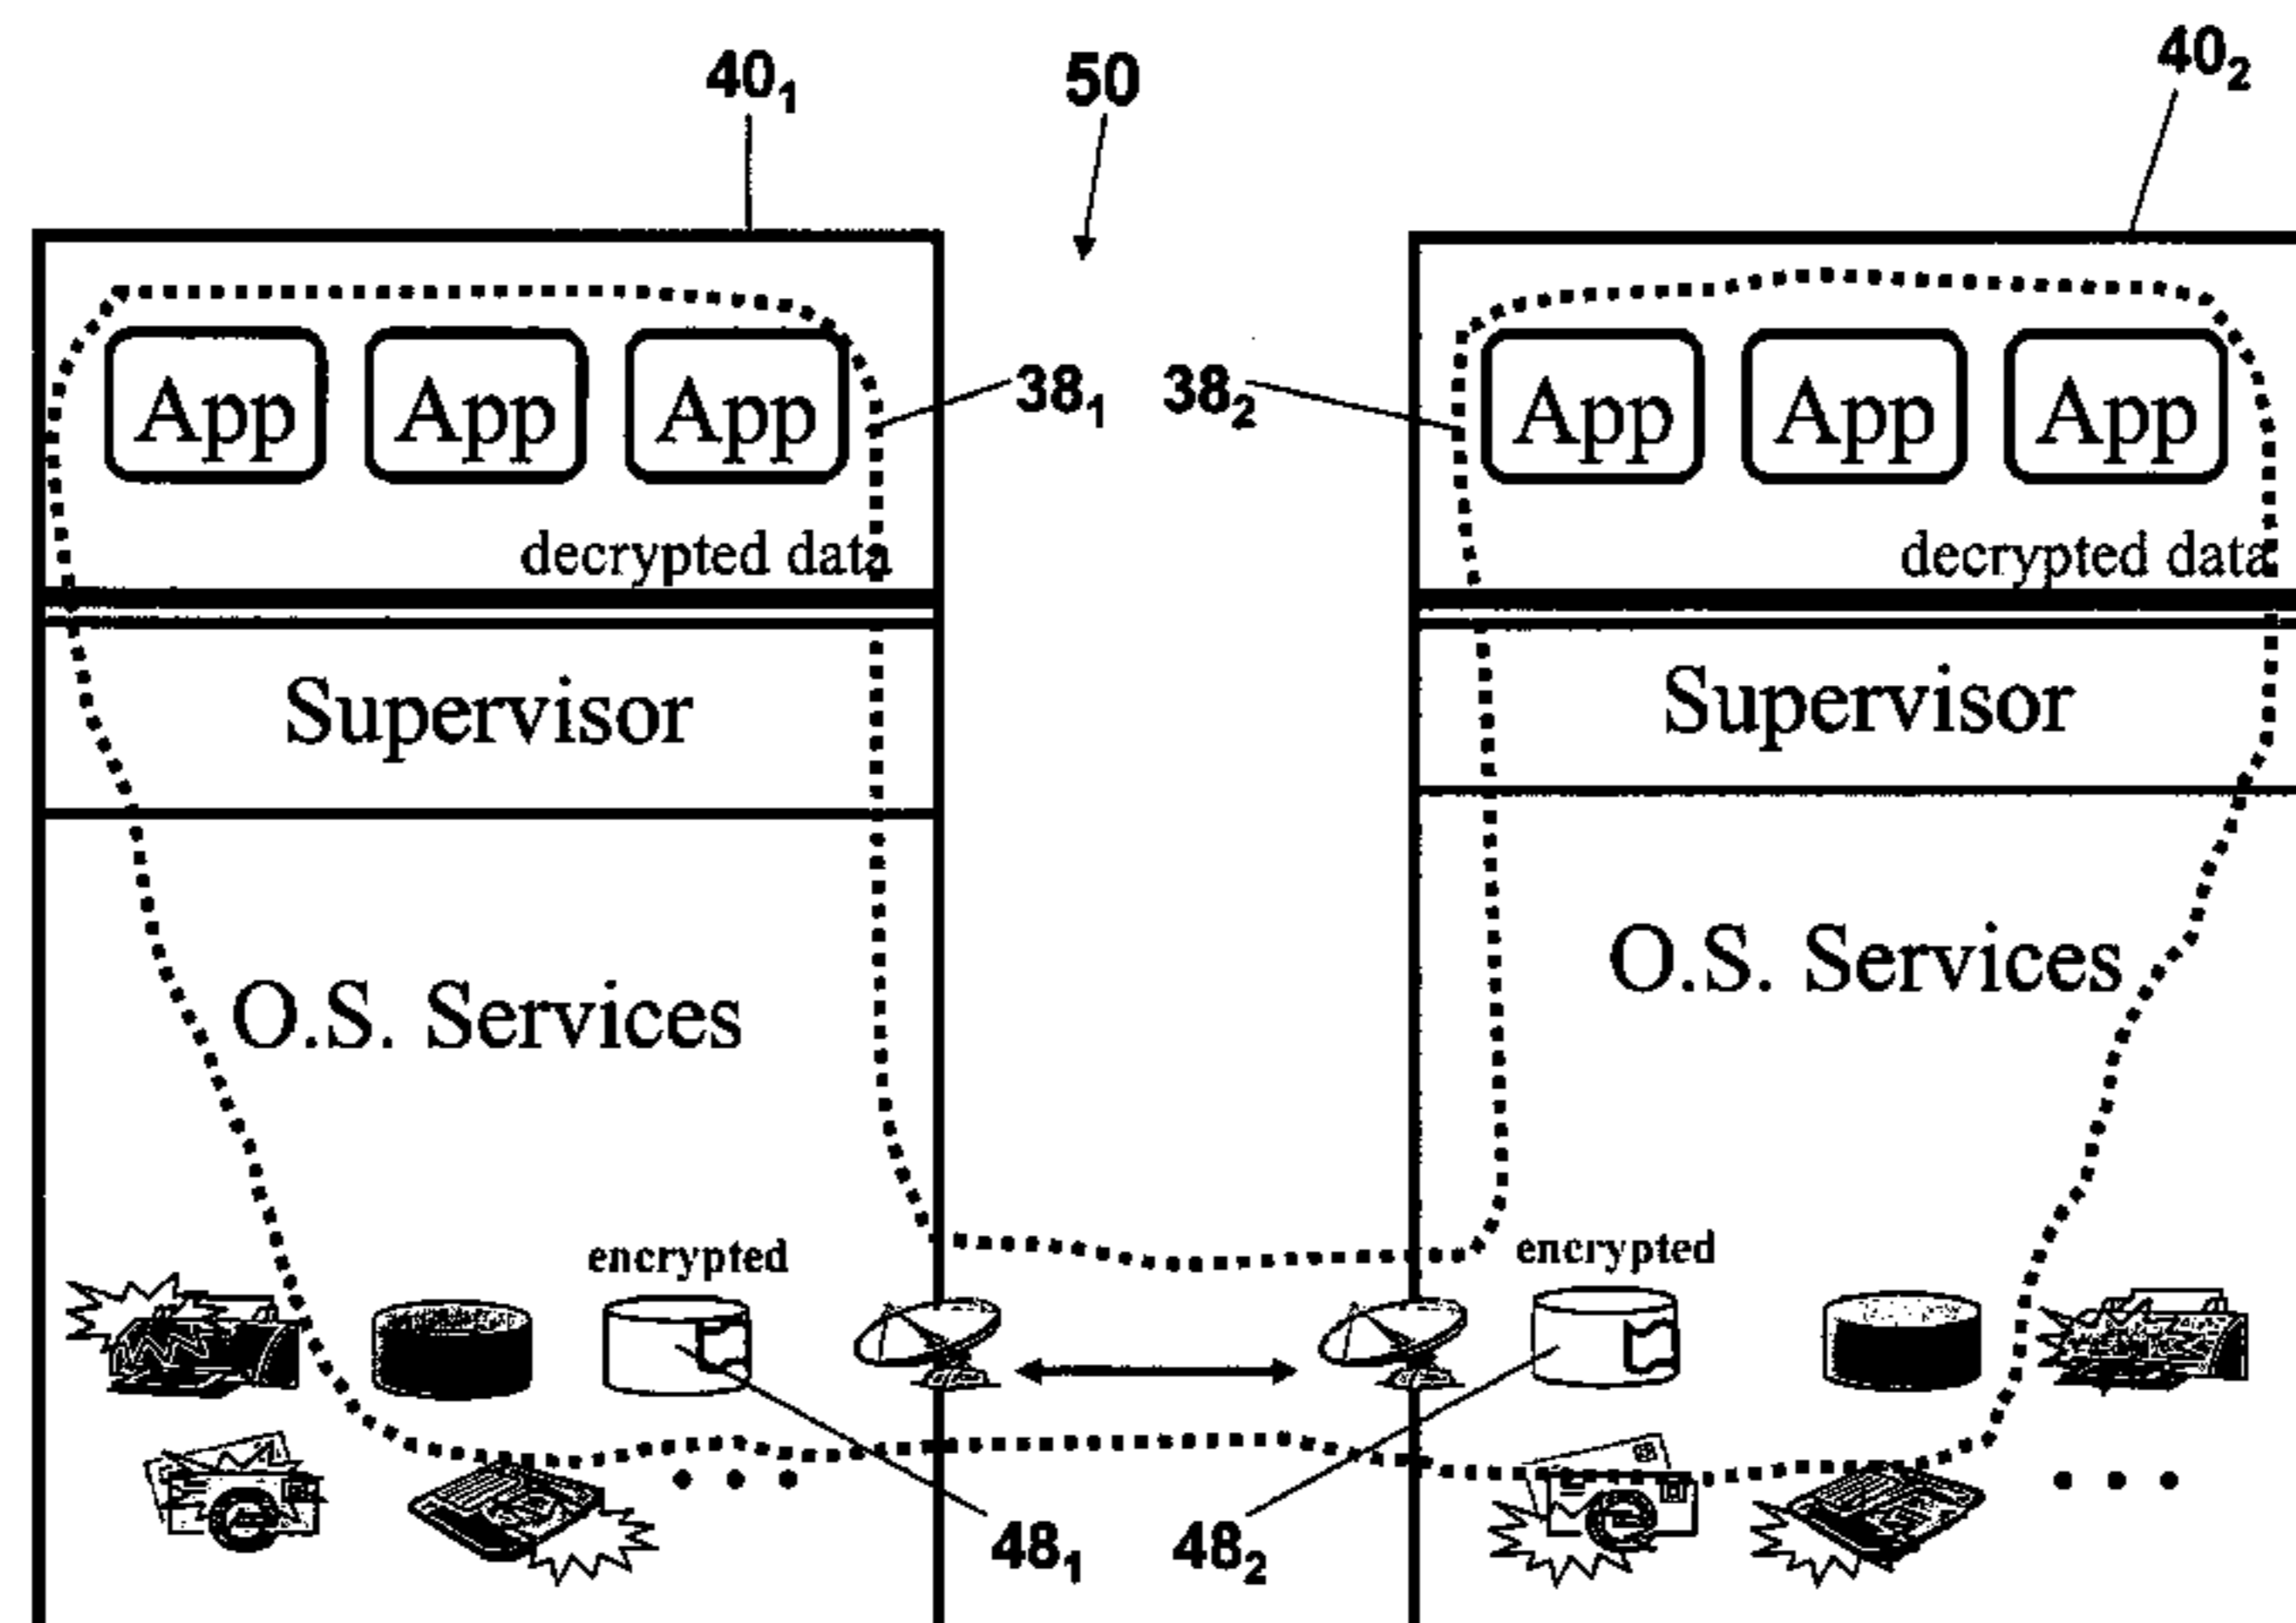 40₁ 50 40₂
App App App 38₁ 38₂ App App App
decrypted data decrypted data
Supervisor Supervisor
O.S. Services O.S. Services
encrypted encrypted
48₁ 48₂